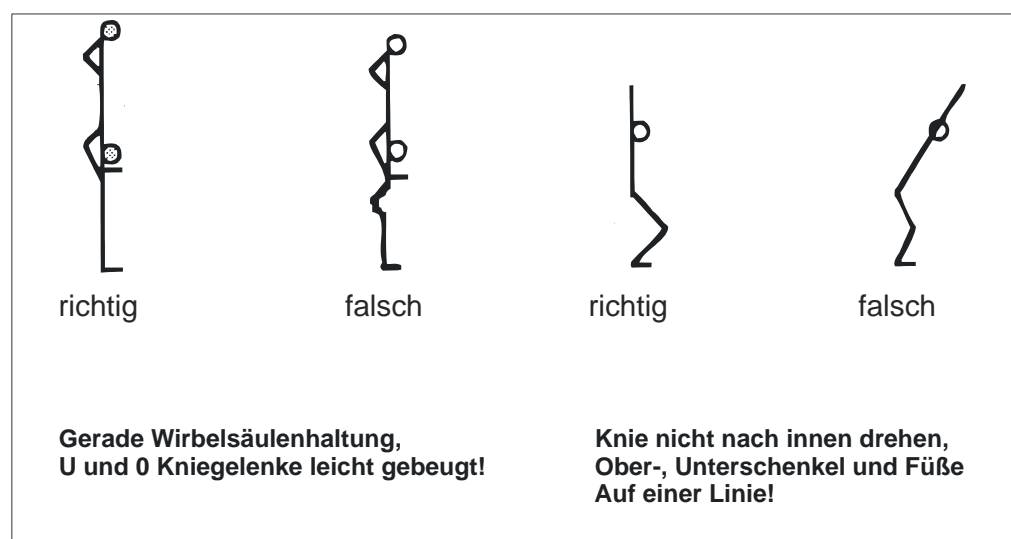 richtig
falsch
richtig
falsch
Gerade Wirbelsäulenhaltung,
U und 0 Kniegelenke leicht gebeugt!
Knie nicht nach innen drehen,
Ober-, Unterschenkel und Füße
Auf einer Linie!